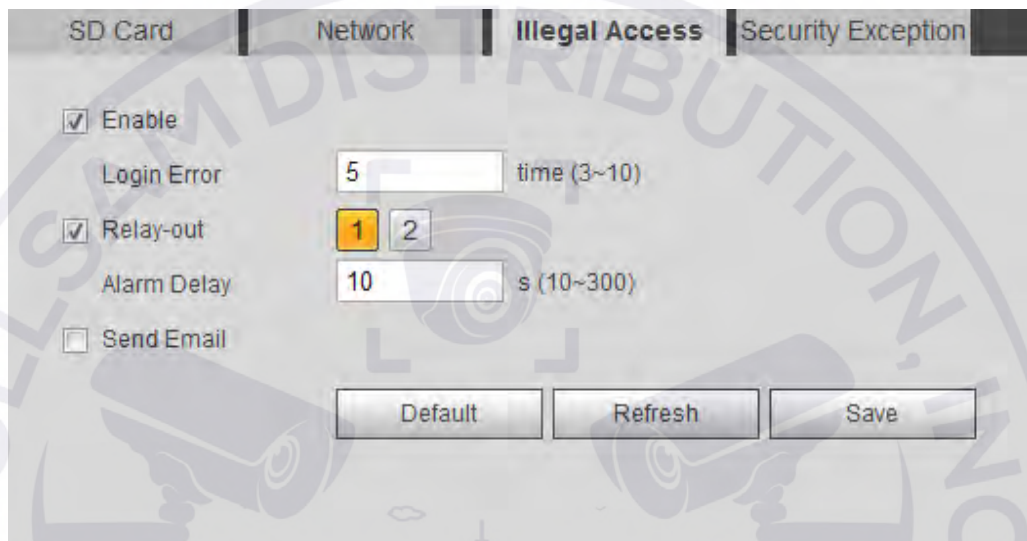 SD Card Network Illegal Access Security Exception
Enable
Login Error 5 time (3~10)
Relay-out 1 2
Alarm Delay 10 s (10~300)
Send Email
Default Refresh Save